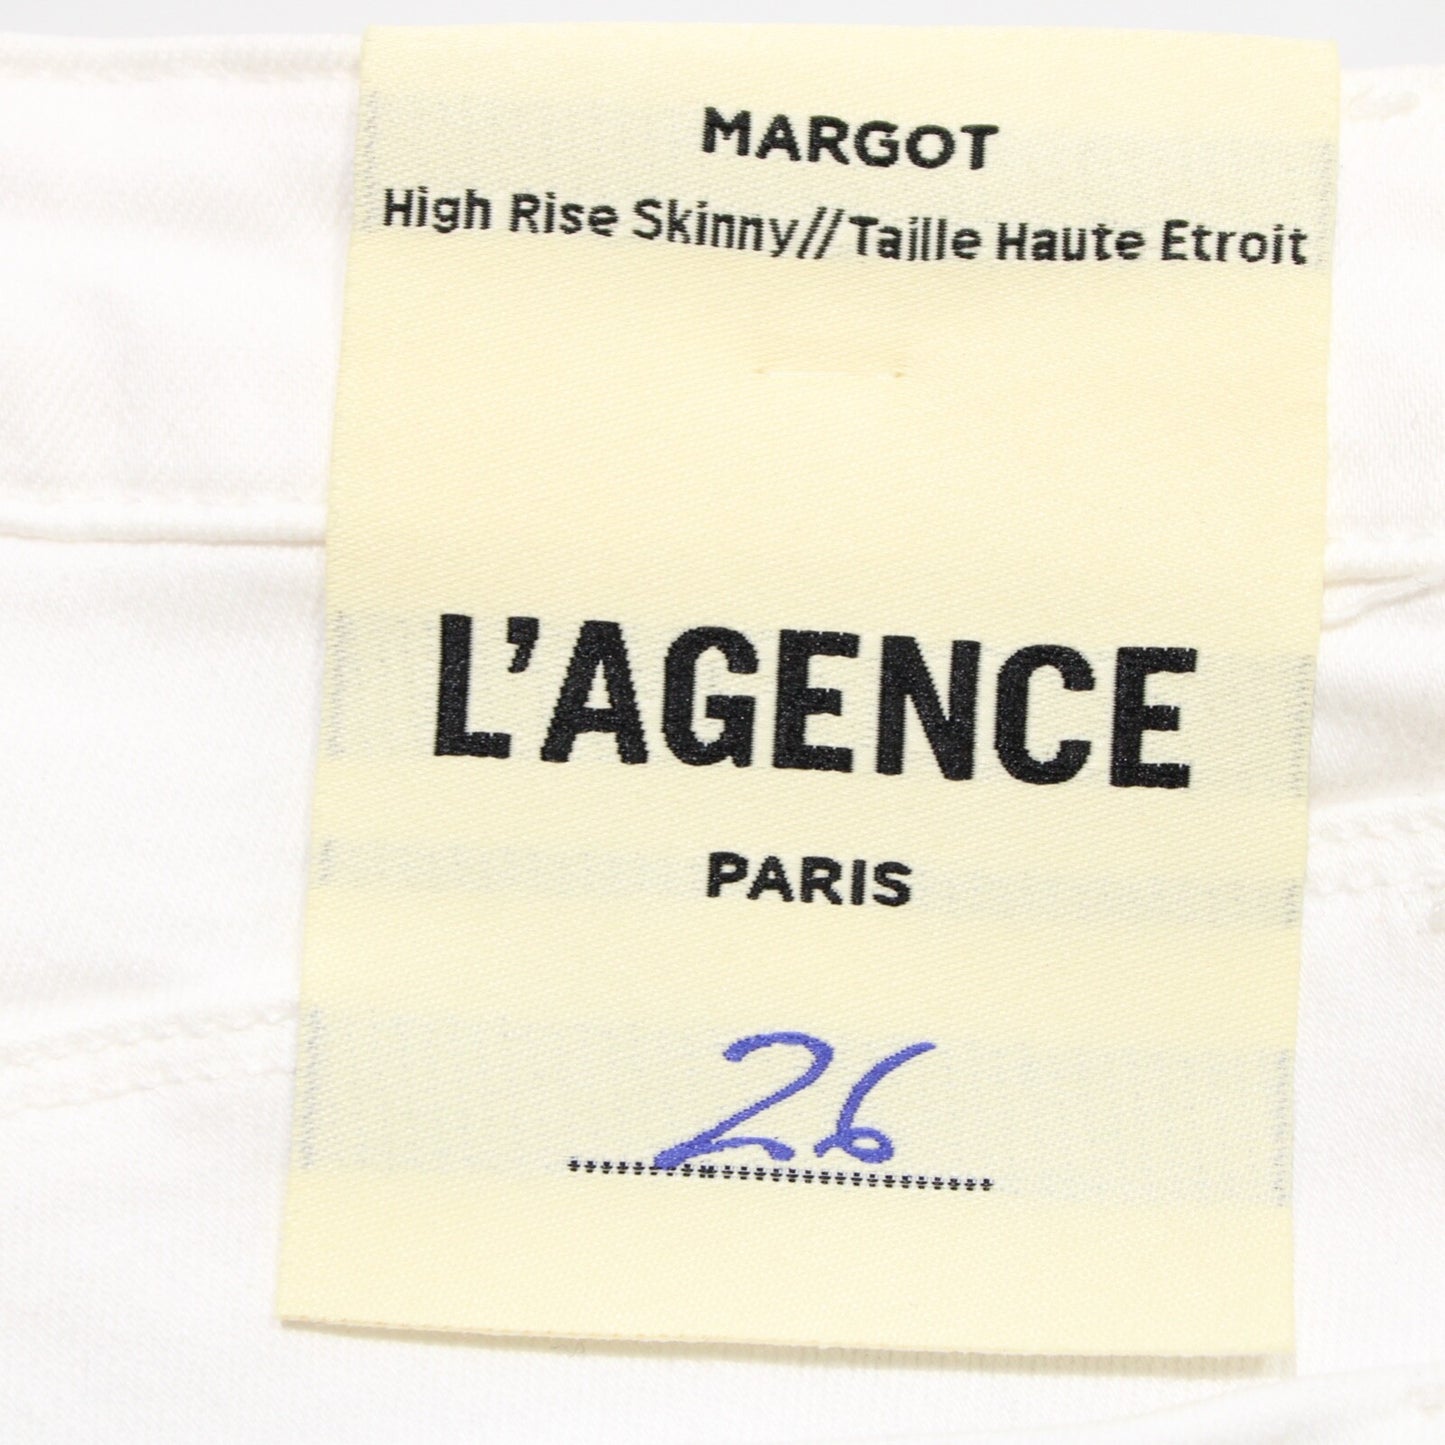 MARGOT
High Rise Skinny//Taille Haute Etroit
L'AGENCE
PARIS
26